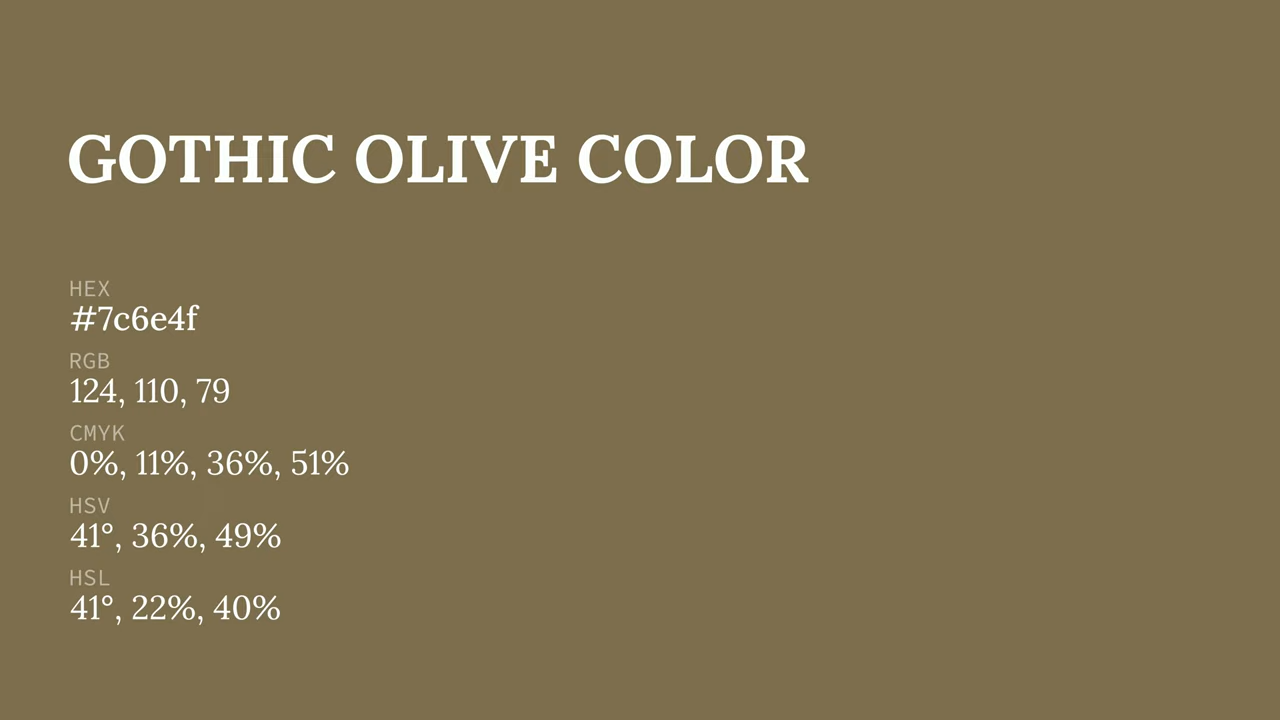 GOTHIC OLIVE COLOR
HEX
#7c6e4f
RGB
124, 110, 79
CMYK
0%, 11%, 36%, 51%
HSV
41°, 36%, 49%
HSL
41°, 22%, 40%